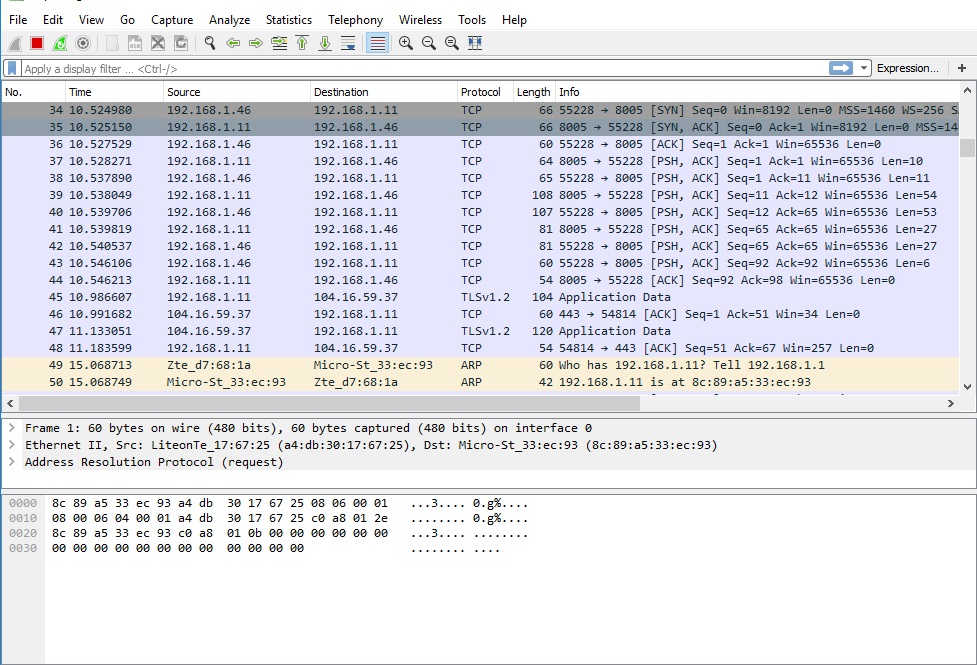 File Edit View Go Capture Analyze Statistics Telephony Wireless Tools Help
Apply a display filter ... <Ctrl-/> Expression... +
No. Time Source Destination Protocol Length Info
34 10.524980 192.168.1.46 192.168.1.11 TCP 66 55228 → 8005 [SYN] Seq=0 Win=8192 Len=0 MSS=1460 WS=256 S
35 10.525150 192.168.1.11 192.168.1.46 TCP 66 8005 → 55228 [SYN, ACK] Seq=0 Ack=1 Win=8192 Len=0 MSS=14
36 10.527529 192.168.1.46 192.168.1.11 TCP 60 55228 → 8005 [ACK] Seq=1 Ack=1 Win=65536 Len=0
37 10.528271 192.168.1.11 192.168.1.46 TCP 64 8005 → 55228 [PSH, ACK] Seq=1 Ack=1 Win=65536 Len=10
38 10.537890 192.168.1.46 192.168.1.11 TCP 65 55228 → 8005 [PSH, ACK] Seq=1 Ack=11 Win=65536 Len=11
39 10.538049 192.168.1.11 192.168.1.46 TCP 108 8005 → 55228 [PSH, ACK] Seq=11 Ack=12 Win=65536 Len=54
40 10.539706 192.168.1.46 192.168.1.11 TCP 107 55228 → 8005 [PSH, ACK] Seq=12 Ack=65 Win=65536 Len=53
41 10.539819 192.168.1.11 192.168.1.46 TCP 81 8005 → 55228 [PSH, ACK] Seq=65 Ack=65 Win=65536 Len=27
42 10.540537 192.168.1.46 192.168.1.11 TCP 81 55228 → 8005 [PSH, ACK] Seq=65 Ack=92 Win=65536 Len=27
43 10.546106 192.168.1.46 192.168.1.11 TCP 60 55228 → 8005 [PSH, ACK] Seq=92 Ack=92 Win=65536 Len=6
44 10.546213 192.168.1.11 192.168.1.46 TCP 54 8005 → 55228 [ACK] Seq=92 Ack=98 Win=65536 Len=0
45 10.986607 192.168.1.11 104.16.59.37 TLSv1.2 104 Application Data
46 10.991682 104.16.59.37 192.168.1.11 TCP 60 443 → 54814 [ACK] Seq=1 Ack=51 Win=34 Len=0
47 11.133051 104.16.59.37 192.168.1.11 TLSv1.2 120 Application Data
48 11.183599 192.168.1.11 104.16.59.37 TCP 54 54814 → 443 [ACK] Seq=51 Ack=67 Win=257 Len=0
49 15.068713 Zte_d7:68:1a Micro-St_33:ec:93 ARP 60 Who has 192.168.1.11? Tell 192.168.1.1
50 15.068749 Micro-St_33:ec:93 Zte_d7:68:1a ARP 42 192.168.1.11 is at 8c:89:a5:33:ec:93
Frame 1: 60 bytes on wire (480 bits), 60 bytes captured (480 bits) on interface 0
Ethernet II, Src: LiteonTe_17:67:25 (a4:db:30:17:67:25), Dst: Micro-St_33:ec:93 (8c:89:a5:33:ec:93)
Address Resolution Protocol (request)
0000 8c 89 a5 33 ec 93 a4 db 30 17 67 25 08 06 00 01 ...3.... 0.g%....
0010 08 00 06 04 00 01 a4 db 30 17 67 25 c0 a8 01 2e ........ 0.g%....
0020 8c 89 a5 33 ec 93 c0 a8 01 0b 00 00 00 00 00 00 ...3.... ........
0030 00 00 00 00 00 00 00 00 00 00 00 00 ........ ....